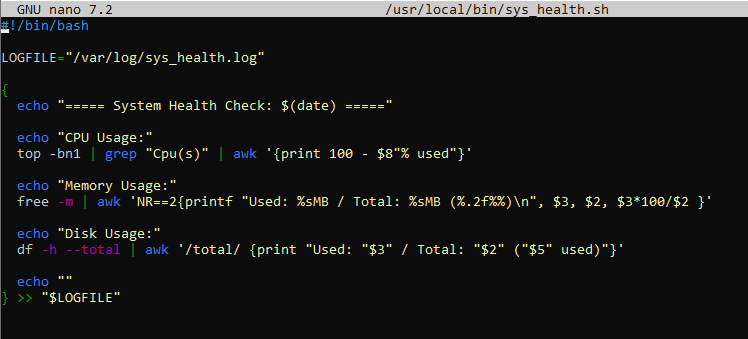 GNU nano 7.2 /usr/local/bin/sys_health.sh
#!/bin/bash
LOGFILE="/var/log/sys_health.log"
{
echo "===== System Health Check: $(date) ====="
echo "CPU Usage:"
top -bn1 | grep "Cpu(s)" | awk '{print 100 - $8"% used"}'
echo "Memory Usage:"
free -m | awk 'NR==2{printf "Used: %sMB / Total: %sMB (%.2f%%)\n", $3, $2, $3*100/$2 }'
echo "Disk Usage:"
df -h --total | awk '/total/ {print "Used: "$3" / Total: "$2" ("$5" used)"}'
echo ""
} >> "$LOGFILE"